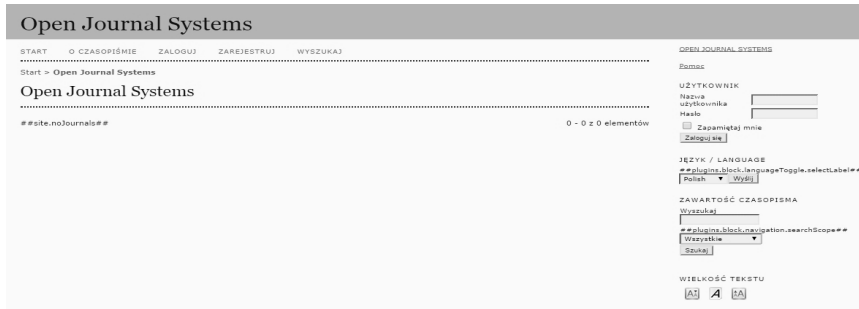 Open Journal Systems
START O CZASOPIŚMIE ZALOGUJ ZAREJESTRUJ WYSZUKAJ
Start > Open Journal Systems
Open Journal Systems
##site.noJournals## 0 - 0 z 0 elementów
OPEN JOURNAL SYSTEMS
Pomoc
UŻYTKOWNIK
Nazwa
użytkownika
Hasło
Zapamiętaj mnie
Zaloguj się
JĘZYK / LANGUAGE
##plugins.block.languageToggle.selectLabel##
Polish Wyślij
ZAWARTOŚĆ CZASOPISMA
Wyszukaj
##plugins.block.navigation.searchScope##
Wszystkie
Szukaj
WIELKOŚĆ TEKSTU
A A A